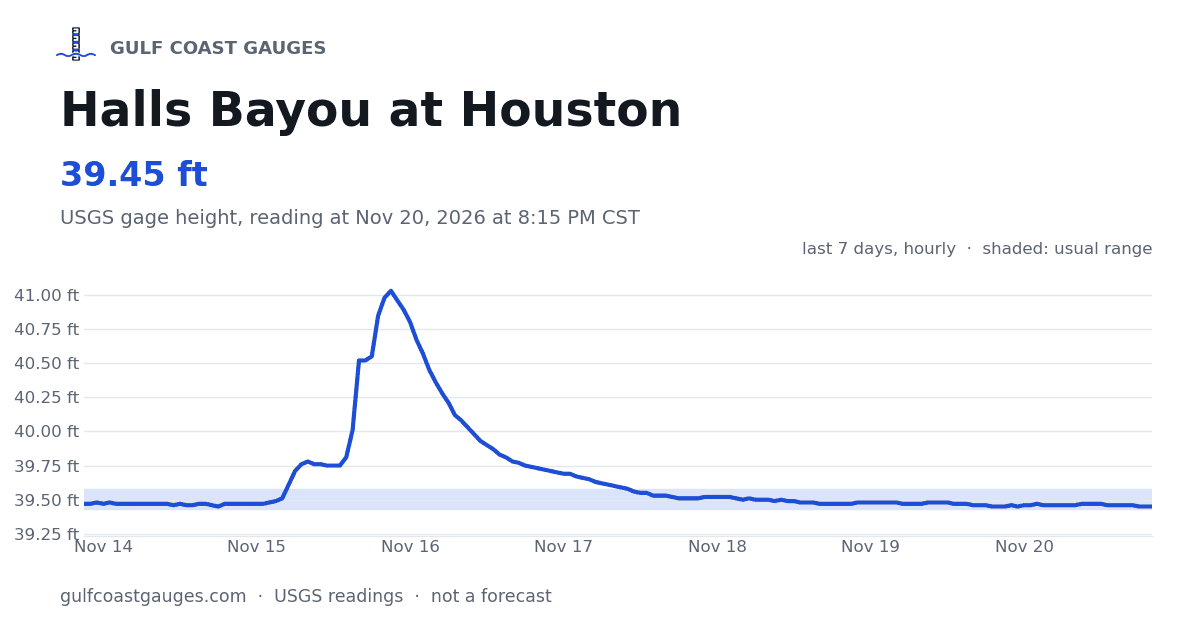 GULF COAST GAUGES
Halls Bayou at Houston
39.45 ft
USGS gage height, reading at Nov 20, 2026 at 8:15 PM CST
last 7 days, hourly · shaded: usual range
41.00 ft
40.75 ft
40.50 ft
40.25 ft
40.00 ft
39.75 ft
39.50 ft
39.25 ft
Nov 14 Nov 15 Nov 16 Nov 17 Nov 18 Nov 19 Nov 20
gulfcoastgauges.com · USGS readings · not a forecast